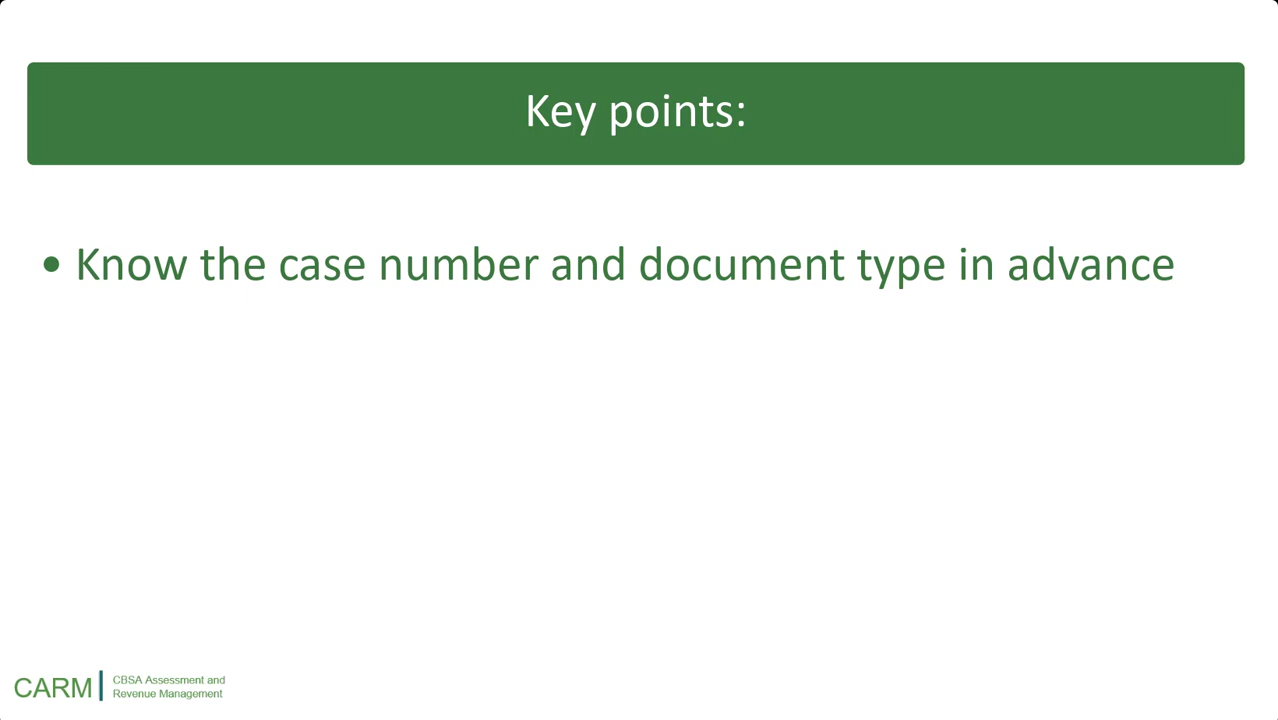 Key points:
• Know the case number and document type in advance
CARM
CBSA Assessment and
Revenue Management